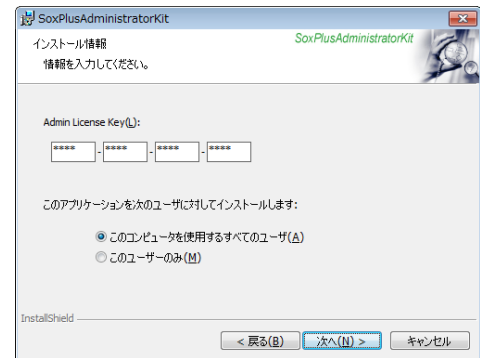 SoxPlusAdministratorKit
インストール情報
SoxPlusAdministratorKit
情報を入力してください。
Admin License Key(L):
**** - **** - **** - ****
このアプリケーションを次のユーザに対してインストールします:
このコンピュータを使用するすべてのユーザ(A)
このユーザーのみ(M)
InstallShield
< 戻る(B) 次へ(N) > キャンセル